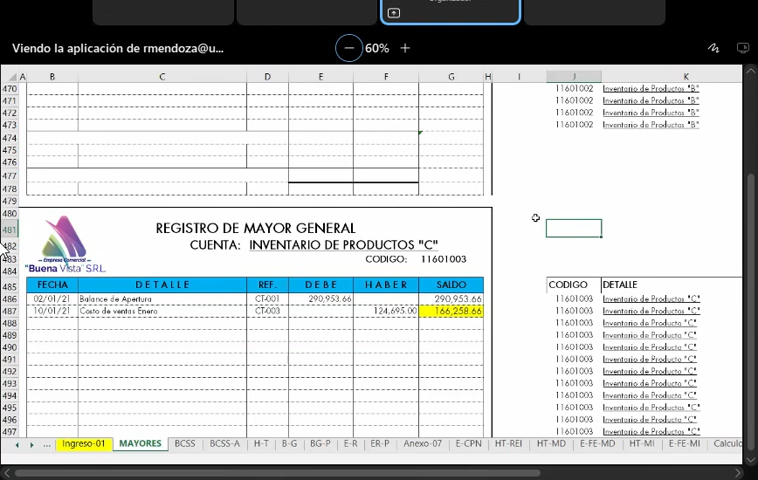 Viendo la aplicación de rmendoza@u...
60%
A B C D E F G H I J K
470 11601002 Inventario de Productos "B"
471 11601002 Inventario de Productos "B"
472 11601002 Inventario de Productos "B"
473 11601002 Inventario de Productos "B"
474
475
476
477
478
479
480
481 REGISTRO DE MAYOR GENERAL
482 CUENTA: INVENTARIO DE PRODUCTOS "C"
483 CODIGO: 11601003
Empresa Comercial
"Buena Vista" S.R.L.
484
485 FECHA DETALLE REF. DEBE HABER SALDO CODIGO DETALLE
486 02/01/21 Balance de Apertura CT-001 290,953.66 290,953.66 11601003 Inventario de Productos "C"
487 10/01/21 Costo de ventas Enero CT-003 124,695.00 166,258.66 11601003 Inventario de Productos "C"
488 11601003 Inventario de Productos "C"
489 11601003 Inventario de Productos "C"
490 11601003 Inventario de Productos "C"
491 11601003 Inventario de Productos "C"
492 11601003 Inventario de Productos "C"
493 11601003 Inventario de Productos "C"
494 11601003 Inventario de Productos "C"
495 11601003 Inventario de Productos "C"
496 11601003 Inventario de Productos "C"
497 11601003 Inventario de Productos "C"
... Ingreso-01 MAYORES BCSS BCSS-A H-T B-G BG-P E-R ER-P Anexo-07 E-CPN HT-REI HT-MD E-FE-MD HT-MI E-FE-MI Calculo